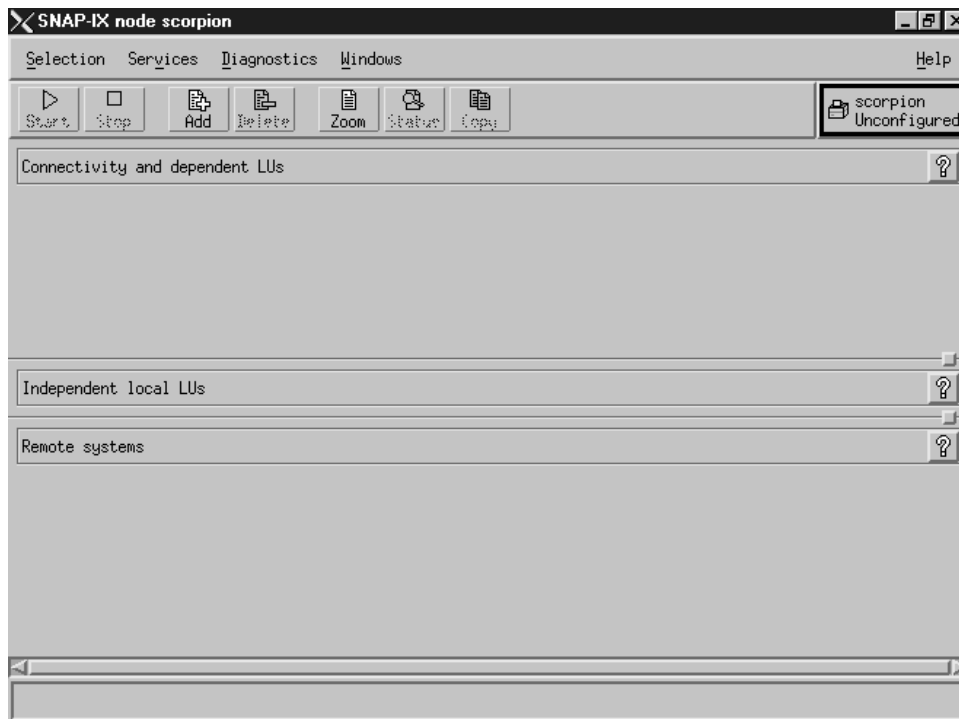 SNAP-IX node scorpion
Selection Services Diagnostics Windows Help
Start Stop Add Delete Zoom Status Copy
scorpion
Unconfigured
Connectivity and dependent LUs
Independent local LUs
Remote systems